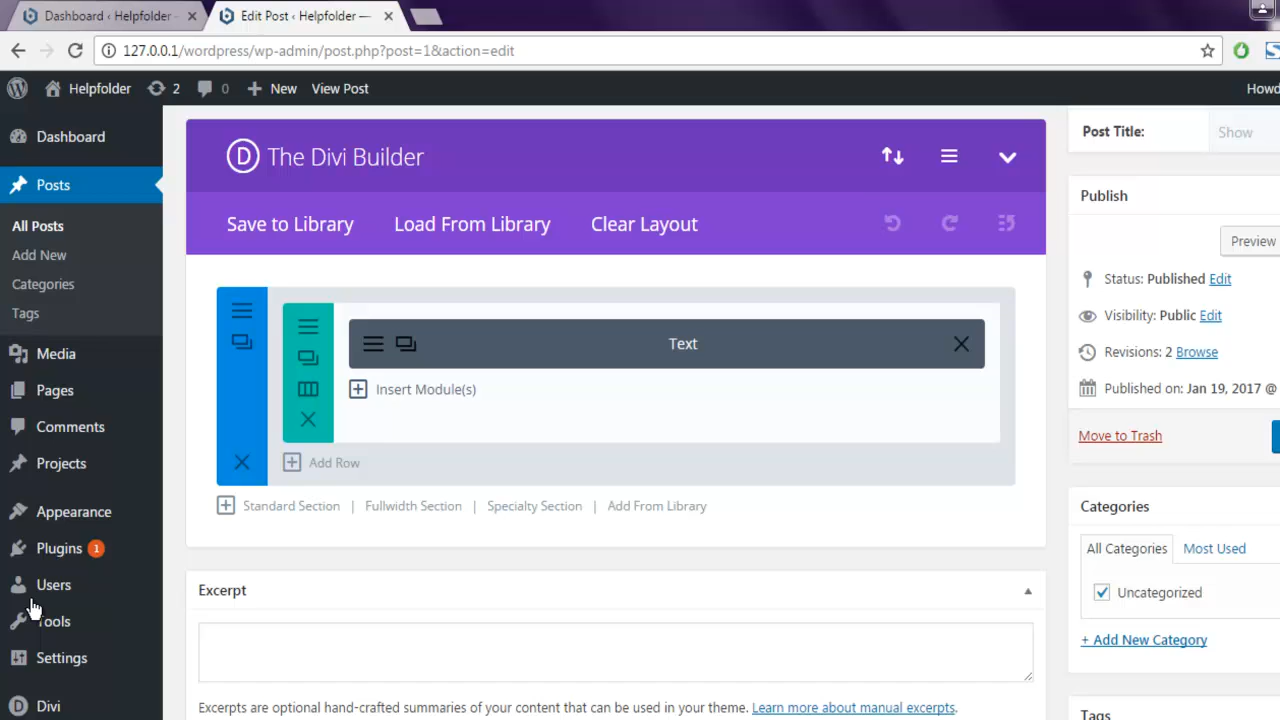 Dashboard ‹ Helpfolder -
Edit Post ‹ Helpfolder —
127.0.0.1/wordpress/wp-admin/post.php?post=1&action=edit
Helpfolder
2
0
New
View Post
Howd
Dashboard
Posts
All Posts
Add New
Categories
Tags
Media
Pages
Comments
Projects
Appearance
Plugins 1
Users
Tools
Settings
Divi
D The Divi Builder
Save to Library
Load From Library
Clear Layout
Text
Insert Module(s)
Add Row
Standard Section | Fullwidth Section | Specialty Section | Add From Library
Excerpt
Excerpts are optional hand-crafted summaries of your content that can be used in your theme. Learn more about manual excerpts.
Post Title:
Show
Publish
Preview
Status: Published Edit
Visibility: Public Edit
Revisions: 2 Browse
Published on: Jan 19, 2017 @
Move to Trash
Categories
All Categories
Most Used
Uncategorized
+ Add New Category
Tags